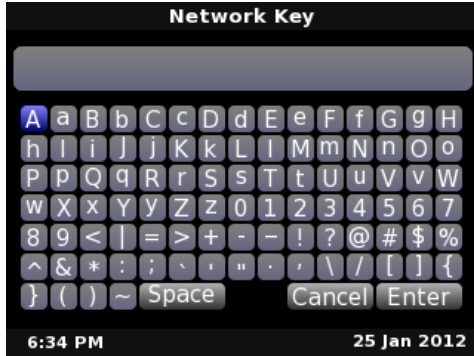 Network Key
A a B b C c D d E e F f G g H
h I i J j K k L l M m N n O o
P p Q q R r S s T t U u V v W
w X x Y y Z z 0 1 2 3 4 5 6 7
8 9 < | = > + - – ! ? @ # $ %
^ & * : ; ` ' " . , \ / [ ] {
} ( ) ~ Space Cancel Enter
6:34 PM 25 Jan 2012